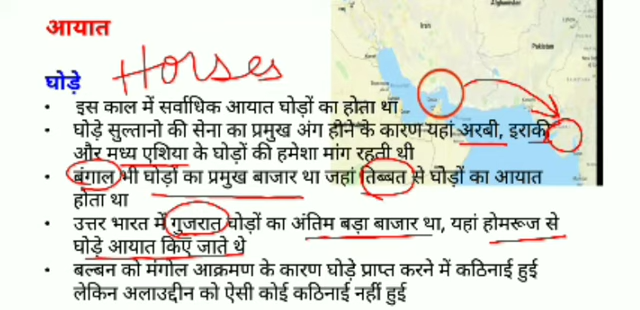 आयात
Iran
Afghanistan
Pakistan
घोड़े Horses
• इस काल में सर्वाधिक आयात घोड़ों का होता था
• घोड़े सुल्तानो की सेना का प्रमुख अंग होने के कारण यहां अरबी, इराकी
और मध्य एशिया के घोड़ों की हमेशा मांग रहती थी
• बंगाल भी घोड़ों का प्रमुख बाजार था जहां तिब्बत से घोड़ों का आयात
होता था
• उत्तर भारत में गुजरात घोड़ों का अंतिम बड़ा बाजार था, यहां होमरूज से
घोड़े आयात किए जाते थे
• बल्बन को मंगोल आक्रमण के कारण घोड़े प्राप्त करने में कठिनाई हुई
लेकिन अलाउद्दीन को ऐसी कोई कठिनाई नहीं हुई